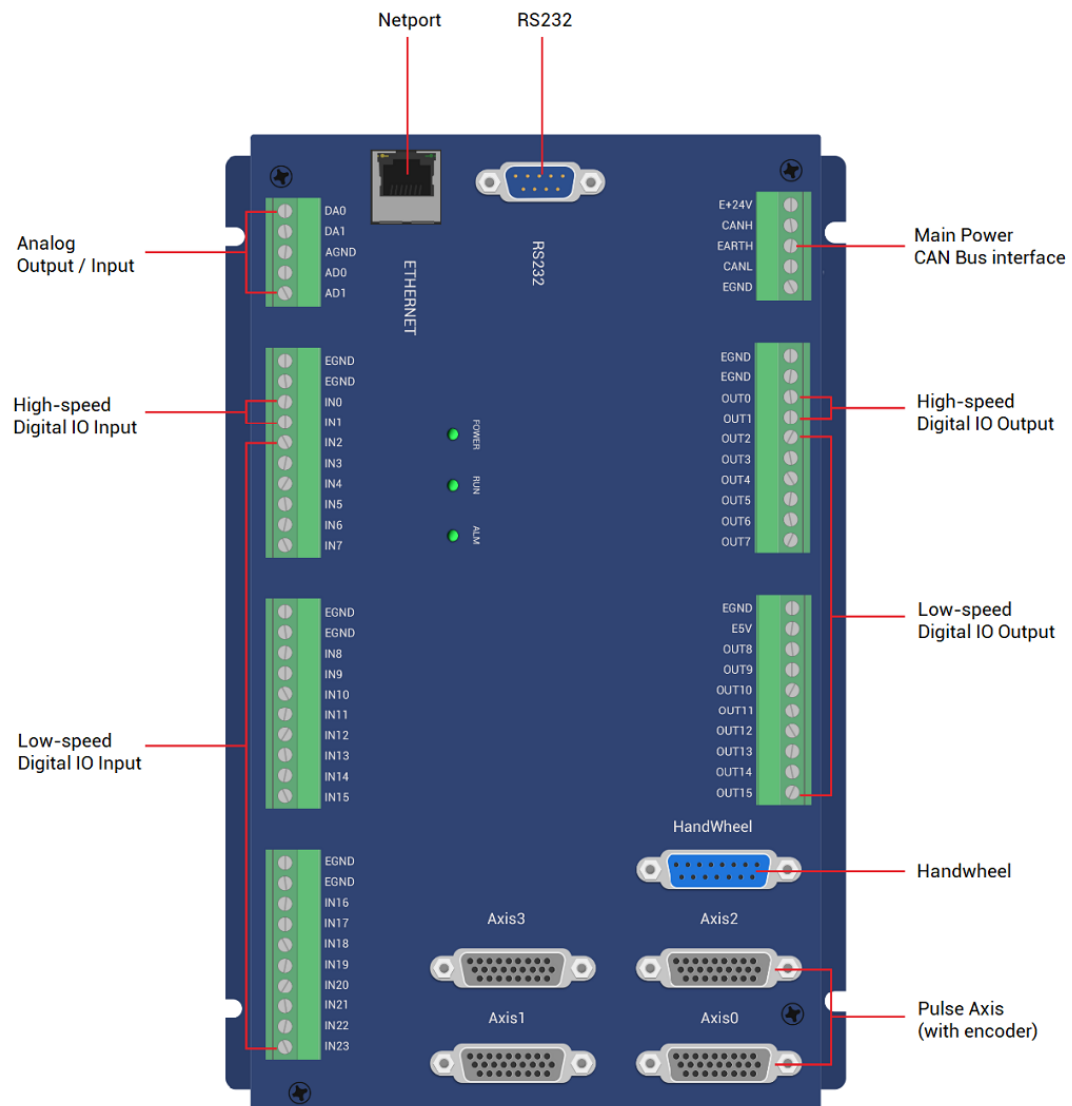 Netport
RS232
Analog
Output / Input
DA0
DA1
AGND
AD0
AD1
ETHERNET
RS232
E+24V
CANH
EARTH
CANL
EGND
Main Power
CAN Bus interface
High-speed
Digital IO Input
EGND
EGND
IN0
IN1
IN2
IN3
IN4
IN5
IN6
IN7
POWER
RUN
ALM
EGND
EGND
OUT0
OUT1
OUT2
OUT3
OUT4
OUT5
OUT6
OUT7
High-speed
Digital IO Output
Low-speed
Digital IO Input
EGND
EGND
IN8
IN9
IN10
IN11
IN12
IN13
IN14
IN15
EGND
E5V
OUT8
OUT9
OUT10
OUT11
OUT12
OUT13
OUT14
OUT15
Low-speed
Digital IO Output
EGND
EGND
IN16
IN17
IN18
IN19
IN20
IN21
IN22
IN23
HandWheel
Handwheel
Axis3
Axis2
Axis1
Axis0
Pulse Axis
(with encoder)